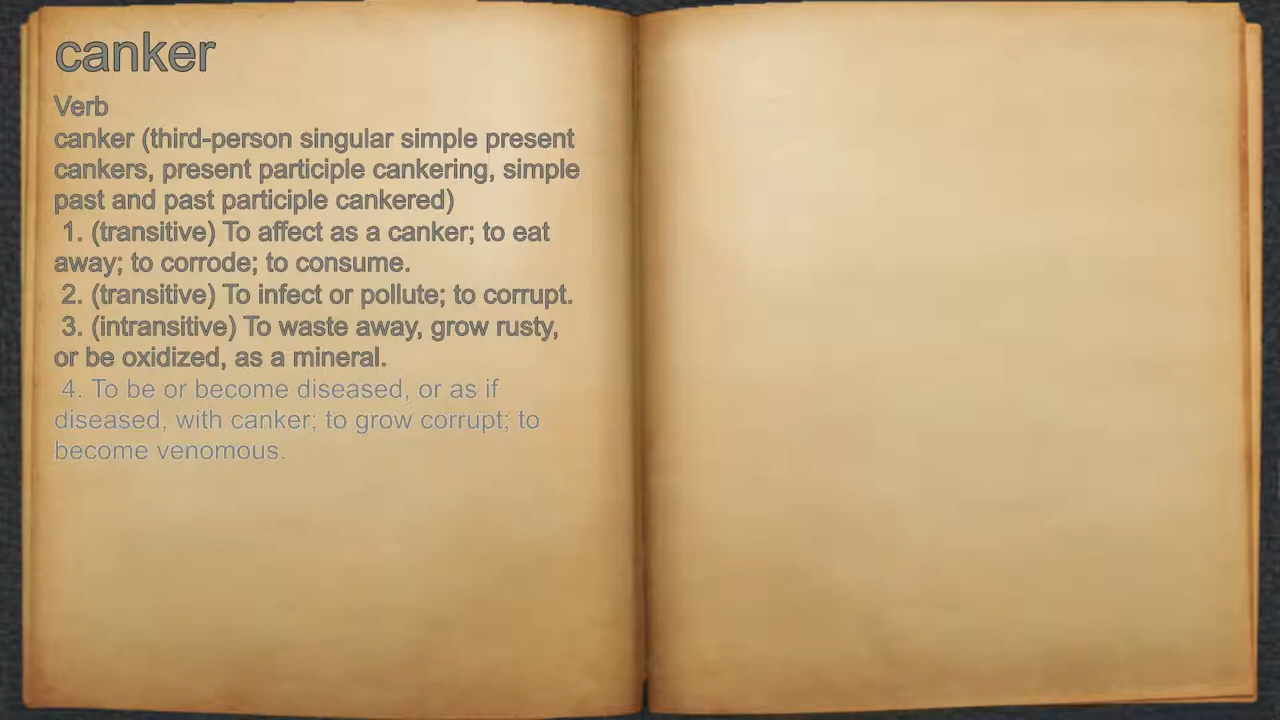 canker
Verb
canker (third-person singular simple present
cankers, present participle cankering, simple
past and past participle cankered)
1. (transitive) To affect as a canker; to eat
away; to corrode; to consume.
2. (transitive) To infect or pollute; to corrupt.
3. (intransitive) To waste away, grow rusty,
or be oxidized, as a mineral.
4. To be or become diseased, or as if
diseased, with canker; to grow corrupt; to
become venomous.